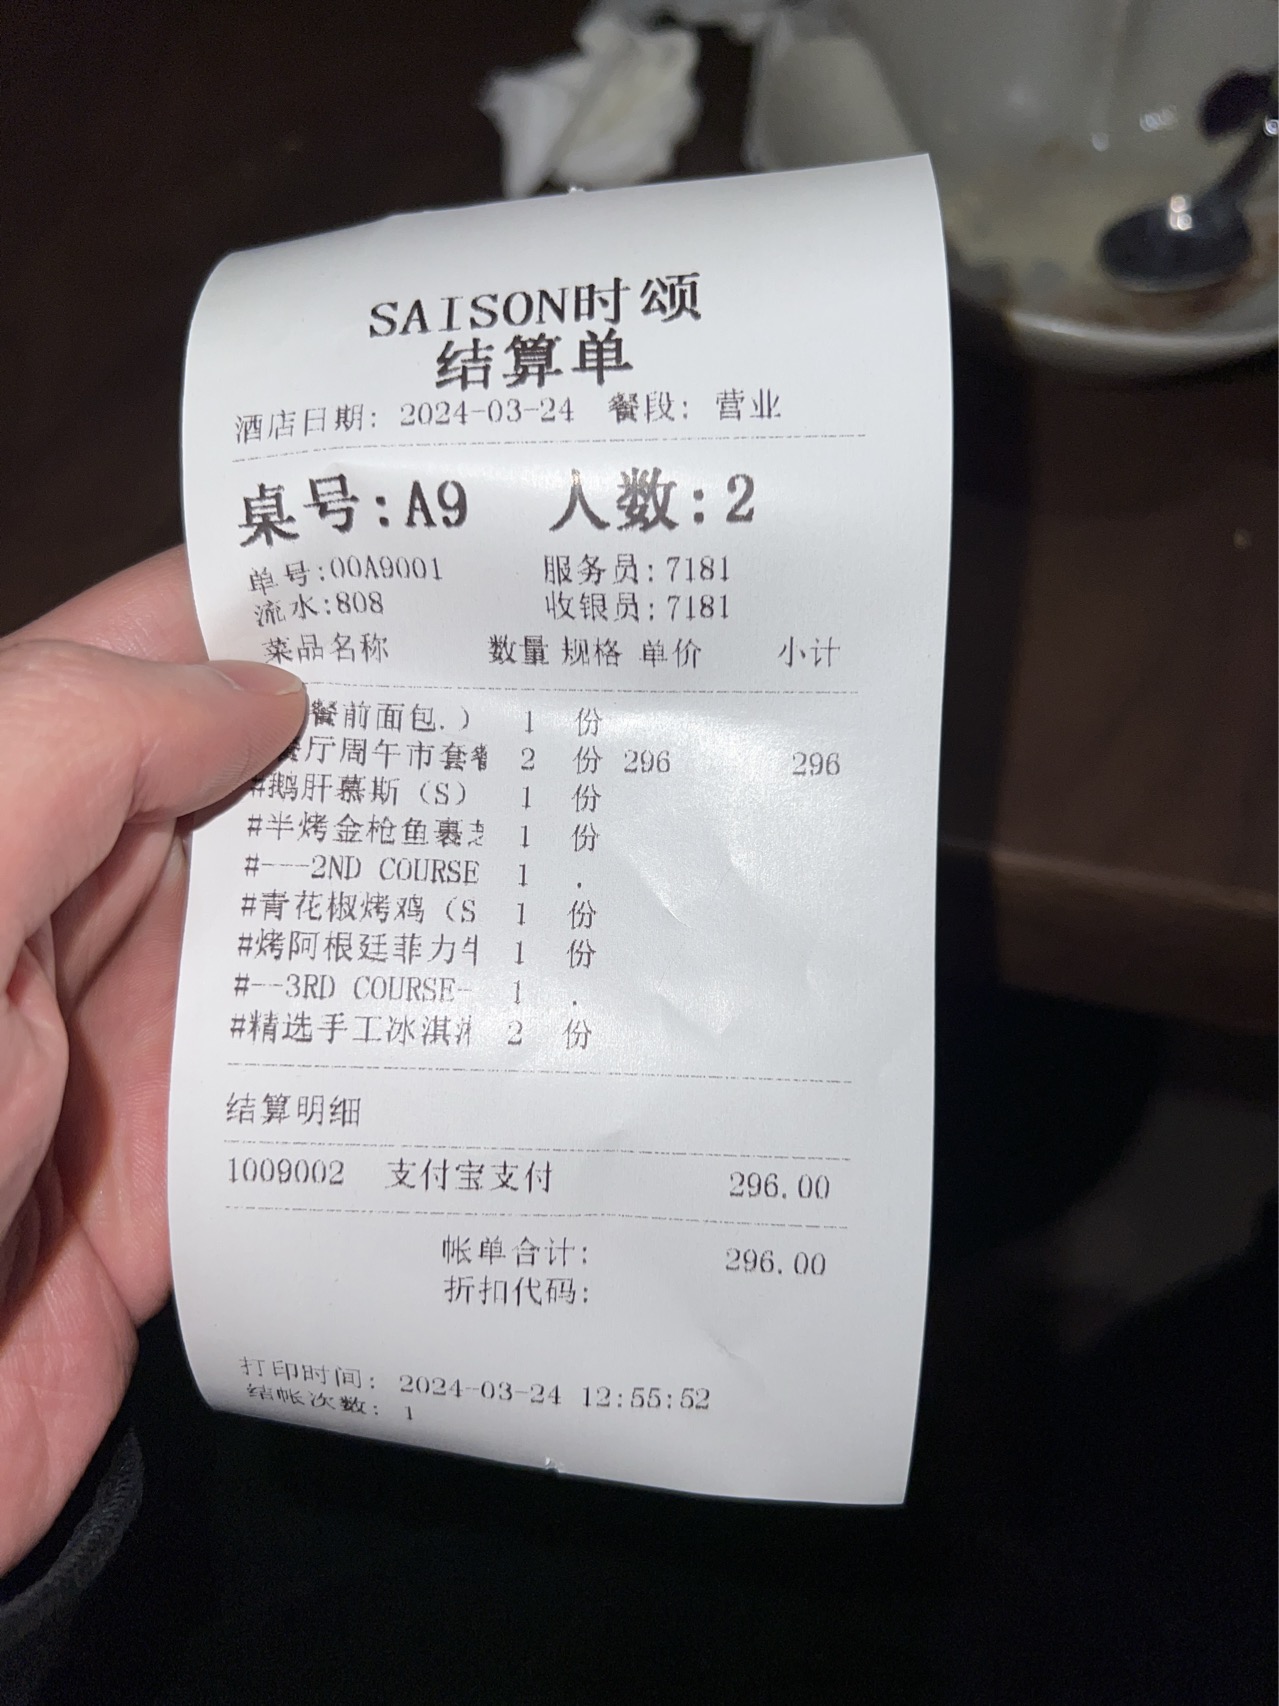 SAISON时颂
结算单
酒店日期: 2024-03-24 餐段: 营业
桌号:A9 人数:2
单号:00A9001 服务员:7181
流水:808 收银员:7181
菜品名称 数量 规格 单价 小计
餐前面包.) 1 份
餐厅周午市套餐 2 份 296 296
#鹅肝慕斯(S) 1 份
#半烤金枪鱼裹 1 份
#---2ND COURSE 1 .
#青花椒烤鸡(S 1 份
#烤阿根廷菲力牛 1 份
#--3RD COURSE- 1 .
#精选手工冰淇淋 2 份
结算明细
1009002 支付宝支付 296.00
帐单合计: 296.00
折扣代码:
打印时间: 2024-03-24 12:55:52
结帐次数: 1